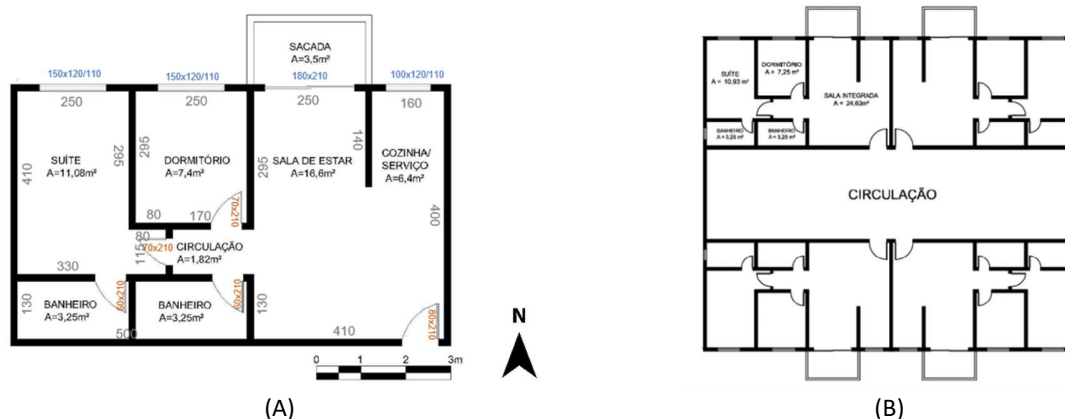 SACADA
A=3,5m²
150x120/110
150x120/110
180x210
100x120/110
250
250
250
160
SUÍTE
A=11,08m²
295
410
295
DORMITÓRIO
A=7,4m²
295
SALA DE ESTAR
A=16,6m²
140
COZINHA/
SERVIÇO
A=6,4m²
400
80
170
70x210
80
70x210
115
CIRCULAÇÃO
A=1,82m²
330
130
BANHEIRO
A=3,25m²
60x210
BANHEIRO
A=3,25m²
60x210
130
500
410
80x210
0 1 2 3m
N
(A)
SUÍTE
A = 10,93 m²
DORMITÓRIO
A = 7,25 m²
SALA INTEGRADA
A = 24,63m²
BANHEIRO
A = 3,25 m²
BANHEIRO
A = 3,25 m²
CIRCULAÇÃO
(B)